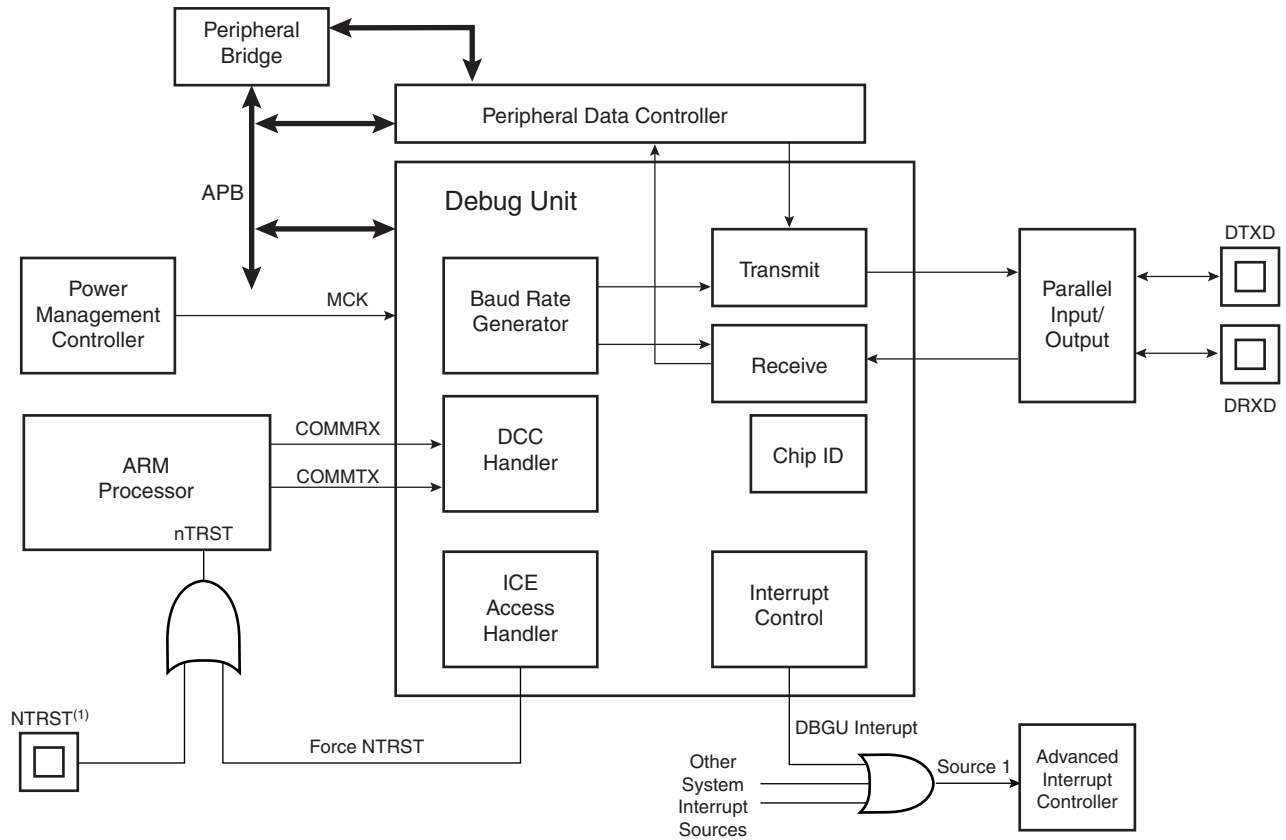 Peripheral
Bridge
Peripheral Data Controller
APB
Debug Unit
DTXD
Transmit
Power
Management
Controller
MCK
Baud Rate
Generator
Parallel
Input/
Output
Receive
DRXD
COMMRX
DCC
Handler
Chip ID
ARM
Processor
COMMTX
nTRST
ICE
Access
Handler
Interrupt
Control
NTRST(1)
Force NTRST
DBGU Interupt
Other
System
Interrupt
Sources
Source 1
Advanced
Interrupt
Controller